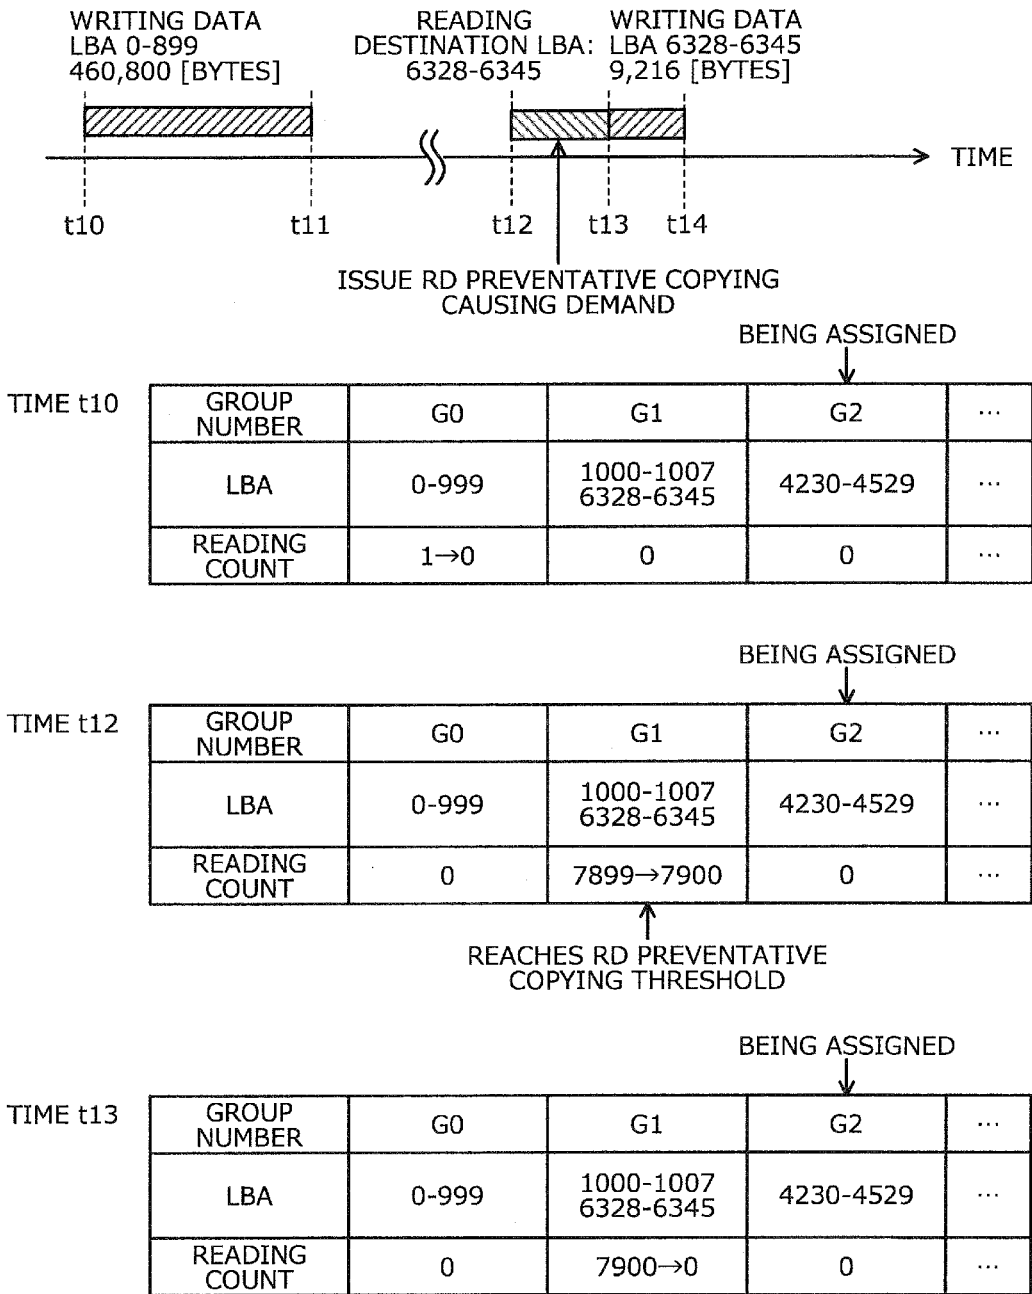 WRITING DATA
LBA 0-899
460,800 [BYTES]
READING
DESTINATION LBA:
6328-6345
WRITING DATA
LBA 6328-6345
9,216 [BYTES]
TIME
t10
t11
t12
t13
t14
ISSUE RD PREVENTATIVE COPYING
CAUSING DEMAND
BEING ASSIGNED
TIME t10
GROUP
NUMBER
G0
G1
G2
...
LBA
0-999
1000-1007
6328-6345
4230-4529
...
READING
COUNT
1→0
0
0
...
BEING ASSIGNED
TIME t12
GROUP
NUMBER
G0
G1
G2
...
LBA
0-999
1000-1007
6328-6345
4230-4529
...
READING
COUNT
0
7899→7900
0
...
REACHES RD PREVENTATIVE
COPYING THRESHOLD
BEING ASSIGNED
TIME t13
GROUP
NUMBER
G0
G1
G2
...
LBA
0-999
1000-1007
6328-6345
4230-4529
...
READING
COUNT
0
7900→0
0
...